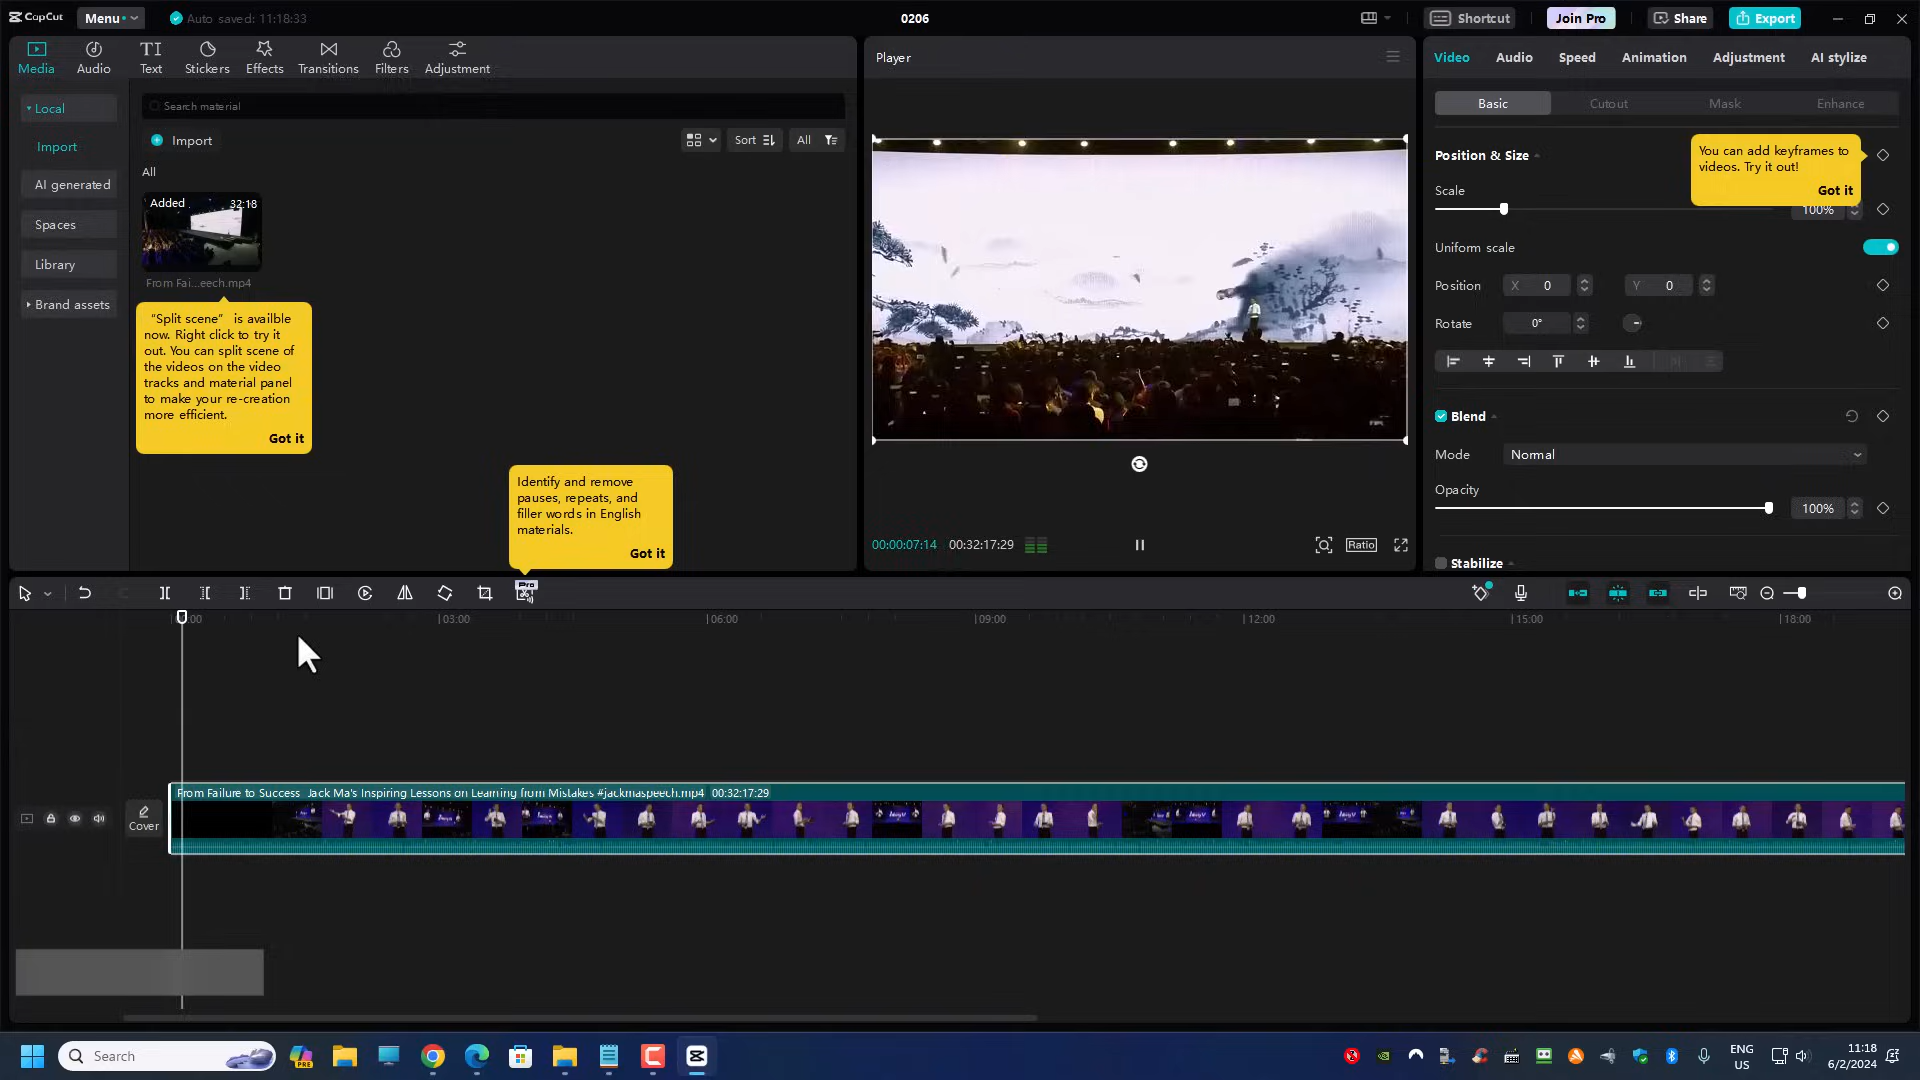 CapCut
Menu
Auto saved: 11:18:33
0206
Shortcut
Join Pro
Share
Export
Media
Audio
Text
Stickers
Effects
Transitions
Filters
Adjustment
Local
Import
AI generated
Spaces
Library
Brand assets
Search material
Import
Sort
All
All
Added
32:18
From Fai...eech.mp4
“Split scene” is availble
now. Right click to try it
out. You can split scene of
the videos on the video
tracks and material panel
to make your re-creation
more efficient.
Got it
Identify and remove
pauses, repeats, and
filler words in English
materials.
Got it
Player
00:00:07:14
00:32:17:29
Ratio
Video
Audio
Speed
Animation
Adjustment
AI stylize
Basic
Cutout
Mask
Enhance
Position & Size
You can add keyframes to
videos. Try it out!
Got it
Scale
100%
Uniform scale
Position
X 0
Y 0
Rotate
0°
Blend
Mode
Normal
Opacity
100%
Stabilize
Pro
03:00
06:00
09:00
12:00
15:00
18:00
Cover
From Failure to Success Jack Ma's Inspiring Lessons on Learning from Mistakes #jackmaspeech.mp4 00:32:17:29
Search
PRE
ENG
US
11:18
6/2/2024